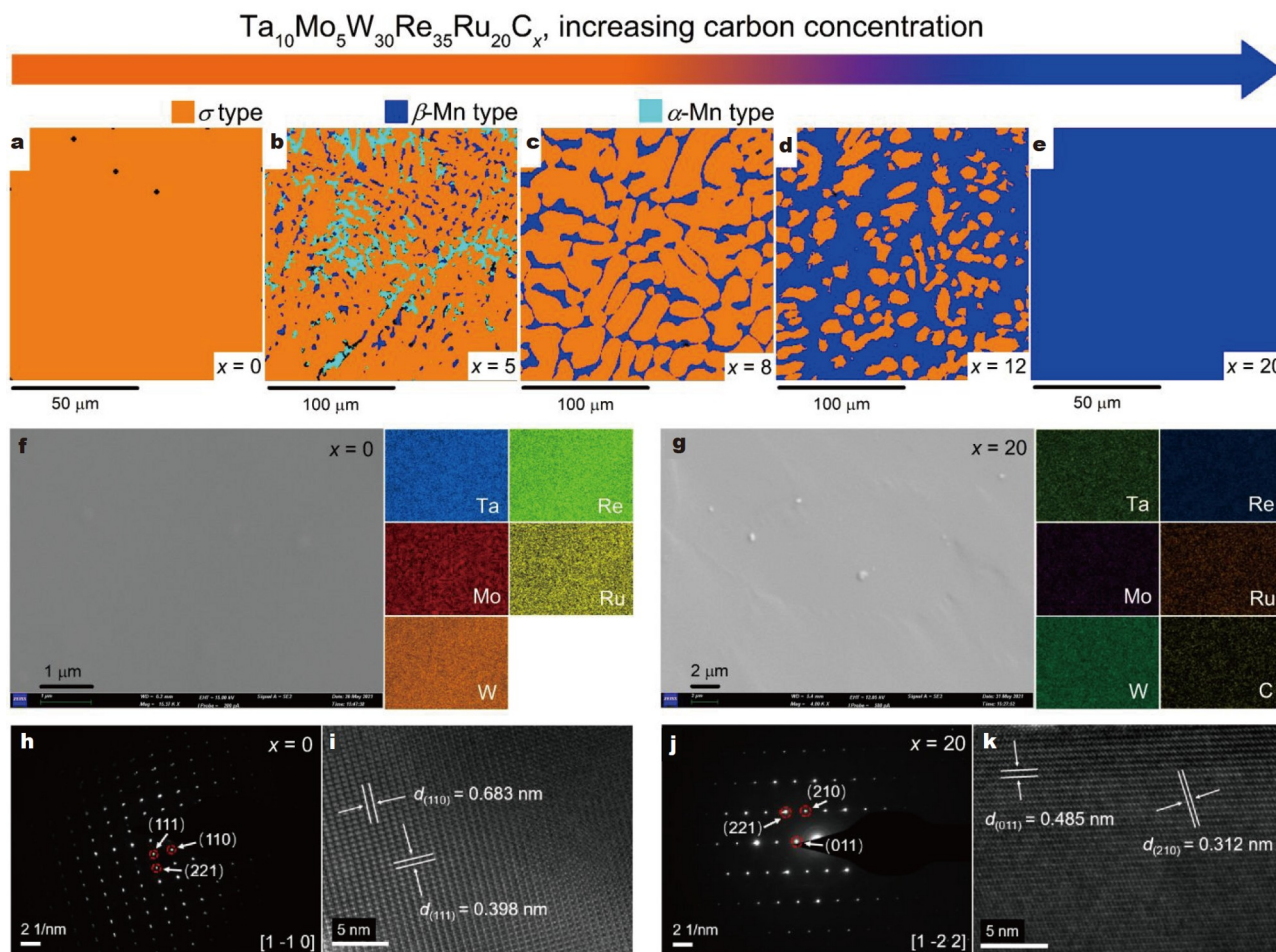 Ta10Mo5W30Re35Ru20Cx, increasing carbon concentration
σ type
β-Mn type
α-Mn type
a
x = 0
b
x = 5
c
x = 8
d
x = 12
e
x = 20
50 μm
100 μm
100 μm
100 μm
50 μm
f
x = 0
1 μm
Ta
Re
Mo
Ru
W
g
x = 20
2 μm
Ta
Re
Mo
Ru
W
C
h
x = 0
(111)
(110)
(221)
2 1/nm
[1 -1 0]
i
d(110) = 0.683 nm
d(111) = 0.398 nm
5 nm
j
x = 20
(210)
(221)
(011)
2 1/nm
[1 -2 2]
k
d(011) = 0.485 nm
d(210) = 0.312 nm
5 nm